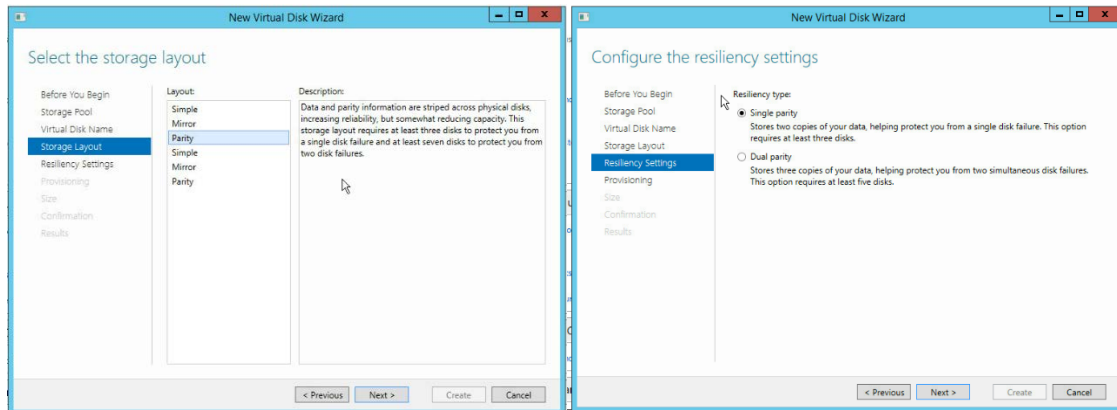 New Virtual Disk Wizard
Select the storage layout
Before You Begin
Storage Pool
Virtual Disk Name
Storage Layout
Resiliency Settings
Provisioning
Size
Confirmation
Results
Layout:
Simple
Mirror
Parity
Simple
Mirror
Parity
Description:
Data and parity information are striped across physical disks,
increasing reliability, but somewhat reducing capacity. This
storage layout requires at least three disks to protect you from
a single disk failure and at least seven disks to protect you from
two disk failures.
< Previous
Next >
Create
Cancel
New Virtual Disk Wizard
Configure the resiliency settings
Before You Begin
Storage Pool
Virtual Disk Name
Storage Layout
Resiliency Settings
Provisioning
Size
Confirmation
Results
Resiliency type:
Single parity
Stores two copies of your data, helping protect you from a single disk failure. This option
requires at least three disks.
Dual parity
Stores three copies of your data, helping protect you from two simultaneous disk failures.
This option requires at least five disks.
< Previous
Next >
Create
Cancel